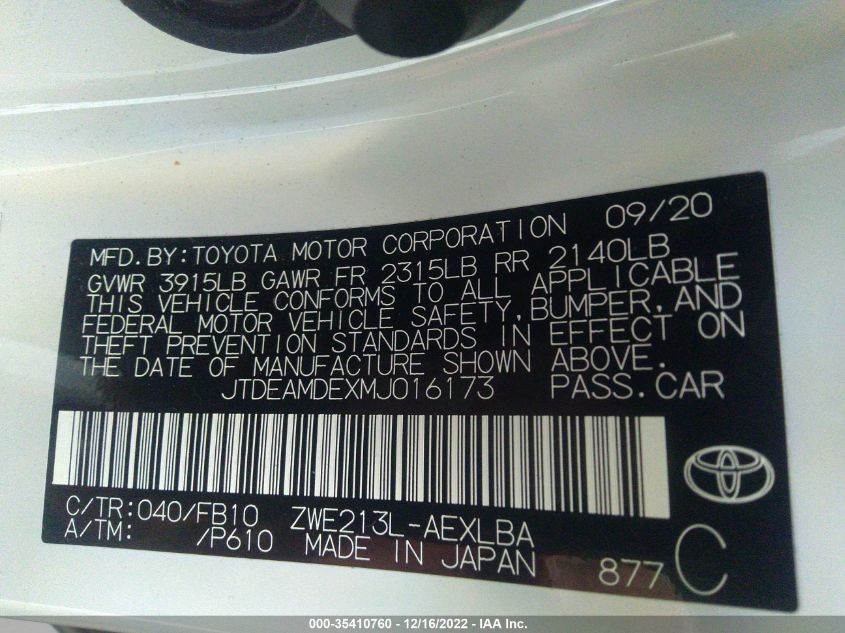 MFD.BY:TOYOTA MOTOR CORPORATION 09/20
GVWR 3915LB GAWR FR 2315LB RR 2140LB
THIS VEHICLE CONFORMS TO ALL APPLICABLE
FEDERAL MOTOR VEHICLE SAFETY,BUMPER,AND
THEFT PREVENTION STANDARDS IN EFFECT ON
THE DATE OF MANUFACTURE SHOWN ABOVE.
JTDEAMDEXMJ016173 PASS.CAR
C/TR:040/FB10 ZWE213L-AEXLBA
A/TM: /P610 MADE IN JAPAN 877 C
000-35410760 - 12/16/2022 - IAA Inc.